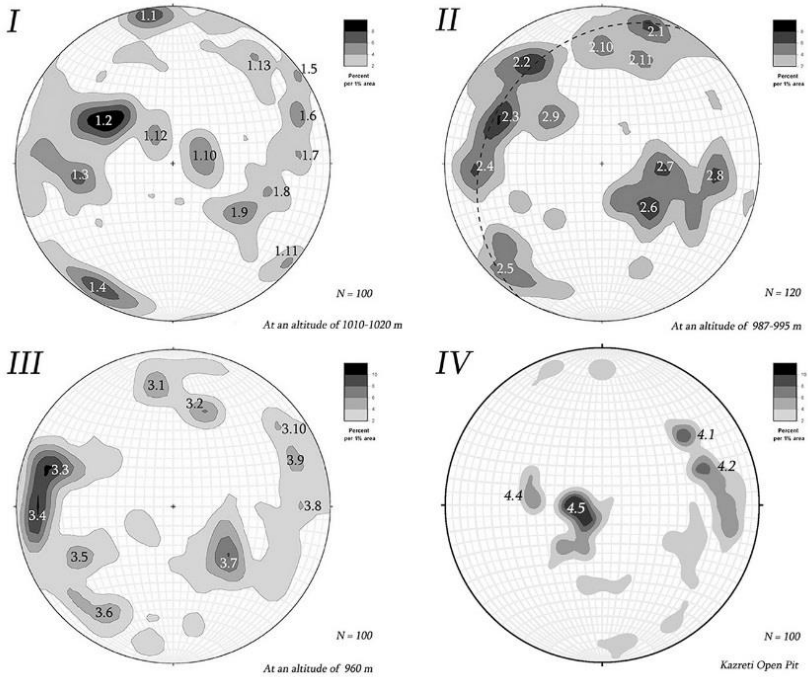 I
1.1
1.13
1.5
1.2
1.6
1.12
1.10
1.7
1.3
1.8
1.9
1.11
1.4
Percent
per 1% area
N = 100
At an altitude of 1010-1020 m
II
2.1
2.10
2.11
2.2
2.3
2.9
2.4
2.7
2.8
2.6
2.5
Percent
per 1% area
N = 120
At an altitude of 987-995 m
III
3.1
3.2
3.10
3.3
3.9
3.4
3.8
3.5
3.7
3.6
10
Percent
per 1% area
N = 100
At an altitude of 960 m
IV
4.1
4.2
4.4
4.5
10
Percent
per 1% area
N = 100
Kazreti Open Pit